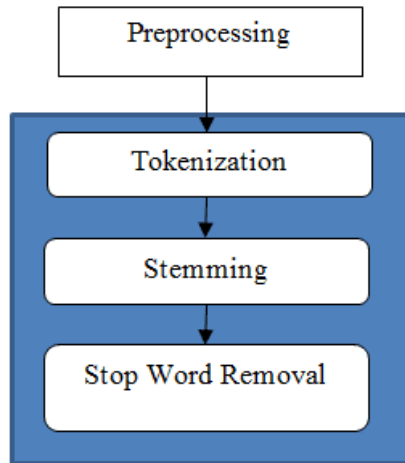 Preprocessing
Tokenization
Stemming
Stop Word Removal